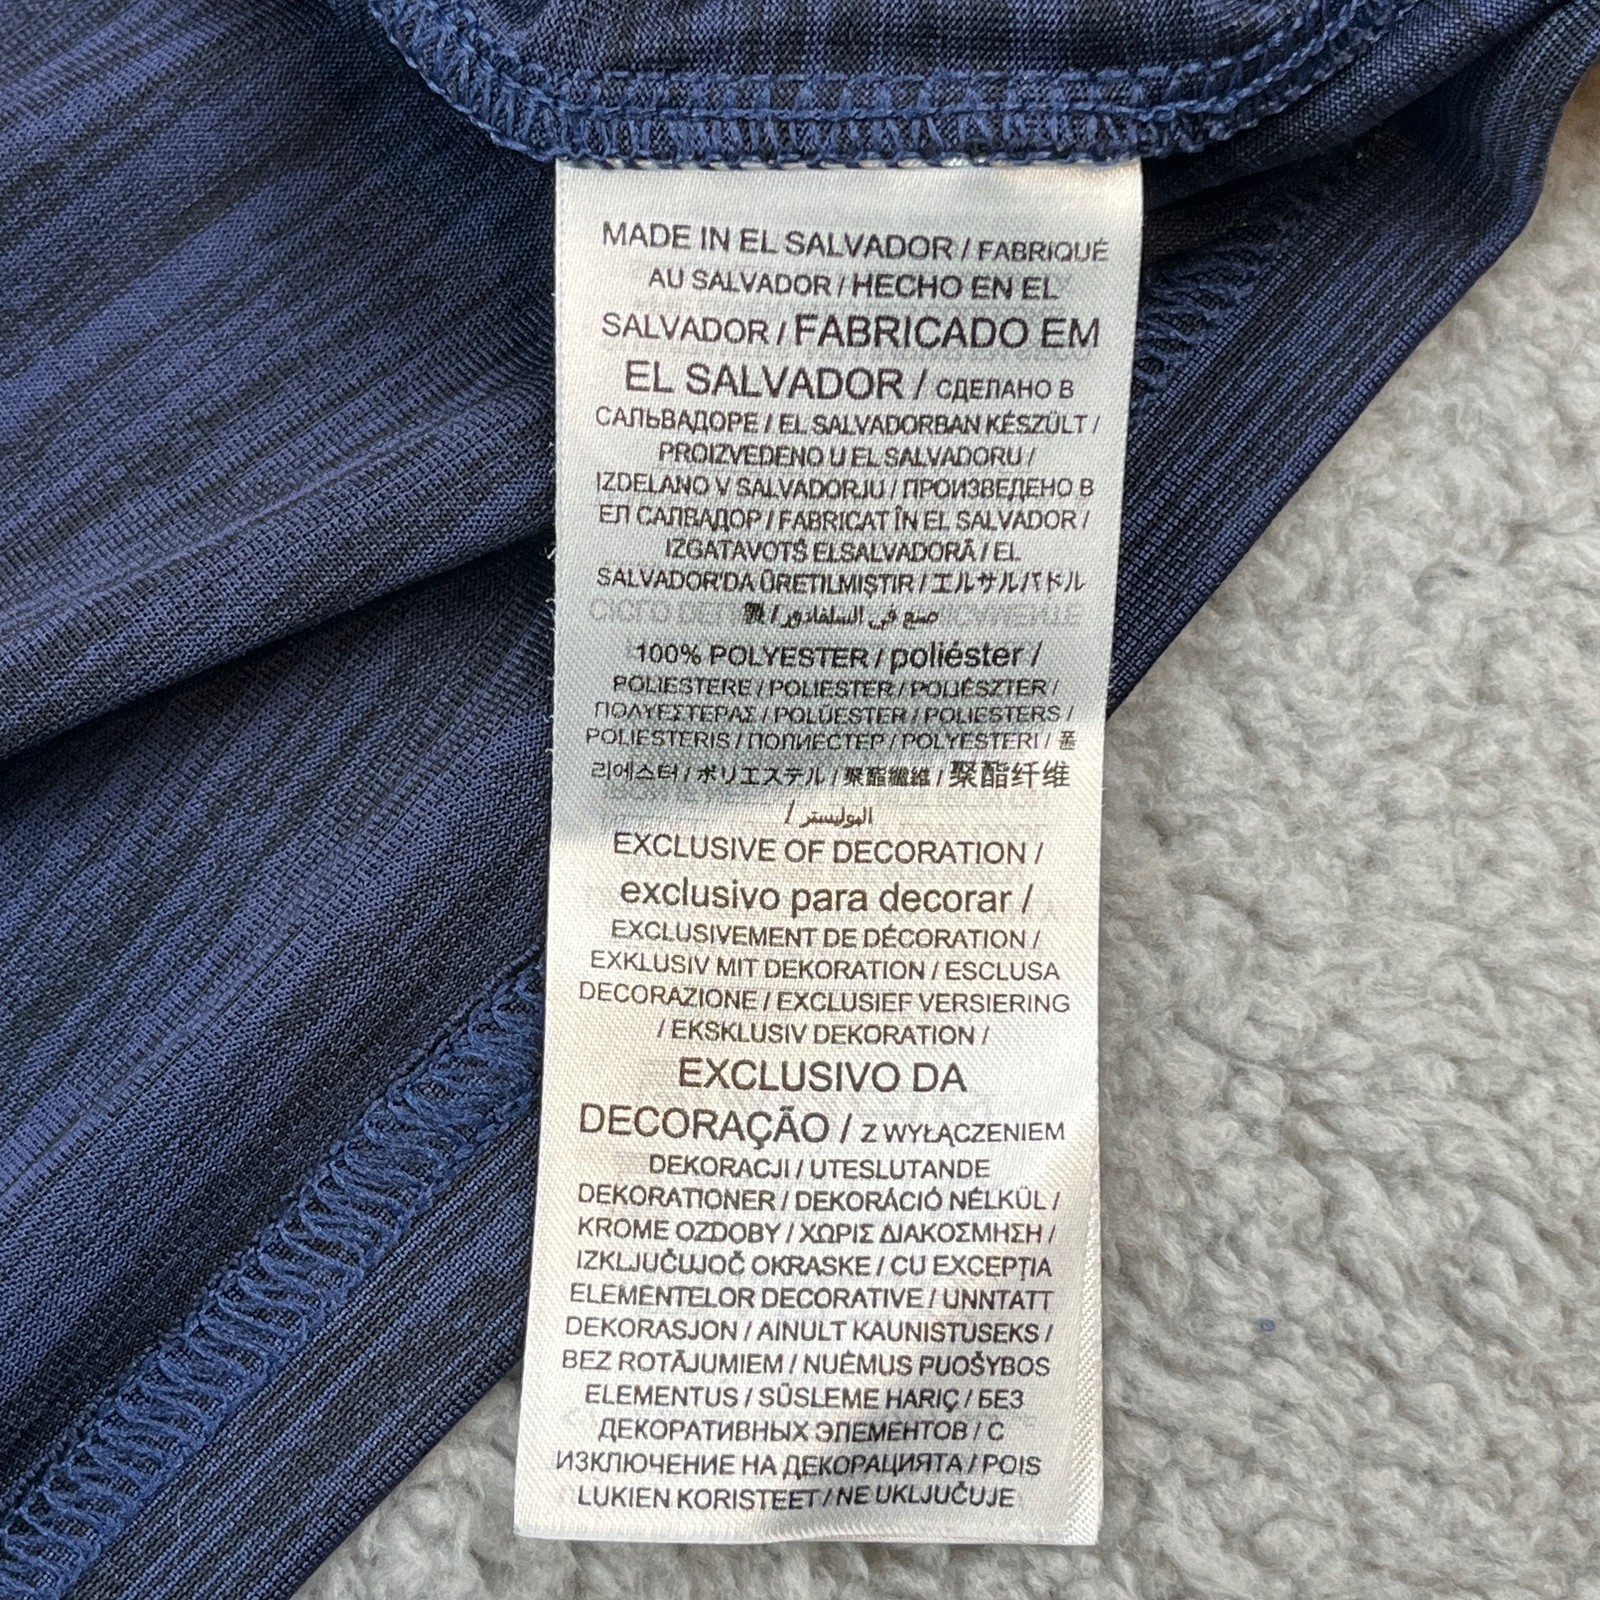 MADE IN EL SALVADOR / FABRIQUÉ
AU SALVADOR / HECHO EN EL
SALVADOR / FABRICADO EM
EL SALVADOR / СДЕЛАНО В
САЛЬВАДОРЕ / EL SALVADORBAN KÉSZÜLT /
PROIZVEDENO U EL SALVADORU /
IZDELANO V SALVADORJU / ПРОИЗВЕДЕНО В
ЕЛ САЛВАДОР / FABRICAT ÎN EL SALVADOR /
IZGATAVOTS ELSALVADORĀ / EL
SALVADOR'DA ÜRETILMIŞTIR / エルサルバドル
製 / صنع في السلفادور
100% POLYESTER / poliéster /
POLIESTERE / POLIESTER / POLIÉSZTER /
ΠΟΛΥΕΣΤΕΡΑΣ / POLÜESTER / POLIESTERS /
POLIESTERIS / ПОЛИЕСТЕР / POLYESTERI / 폴
리에스터 / ポリエステル / 聚酯纖維 / 聚酯纤维
/ البوليستر
EXCLUSIVE OF DECORATION /
exclusivo para decorar /
EXCLUSIVEMENT DE DÉCORATION /
EXKLUSIV MIT DEKORATION / ESCLUSA
DECORAZIONE / EXCLUSIEF VERSIERING
/ EKSKLUSIV DEKORATION /
EXCLUSIVO DA
DECORAÇÃO / Z WYŁĄCZENIEM
DEKORACJI / UTESLUTANDE
DEKORATIONER / DEKORÁCIÓ NÉLKÜL /
KROME OZDOBY / ΧΩΡΙΣ ΔΙΑΚΟΣΜΗΣΗ /
IZKLJUČUJOČ OKRASKE / CU EXCEPȚIA
ELEMENTELOR DECORATIVE / UNNTATT
DEKORASJON / AINULT KAUNISTUSEKS /
BEZ ROTĀJUMIEM / NUĖMUS PUOŠYBOS
ELEMENTUS / SÜSLEME HARIÇ / БЕЗ
ДЕКОРАТИВНЫХ ЭЛЕМЕНТОВ / С
ИЗКЛЮЧЕНИЕ НА ДЕКОРАЦИЯТА / POIS
LUKIEN KORISTEET / NE UKLJUČUJE